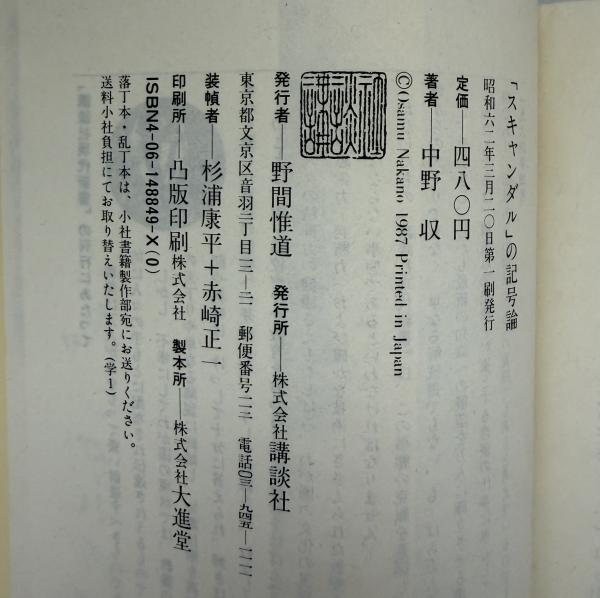 「スキャンダル」の記号論
昭和六二年三月二〇日第一刷発行
定価――四八〇円
著者――中野 収
©Osamu Nakano 1987 Printed in Japan
発行者――野間惟道 発行所――株式会社講談社
東京都文京区音羽二丁目一二―二一 郵便番号一一二 電話〇三―九四五―一一一一
装幀者――杉浦康平+赤崎正一
印刷所――凸版印刷株式会社 製本所――株式会社大進堂
ISBN4-06-148849-X (0)
落丁本・乱丁本は、小社書籍製作部宛にお送りください。
送料小社負担にてお取り替えいたします。(学1)